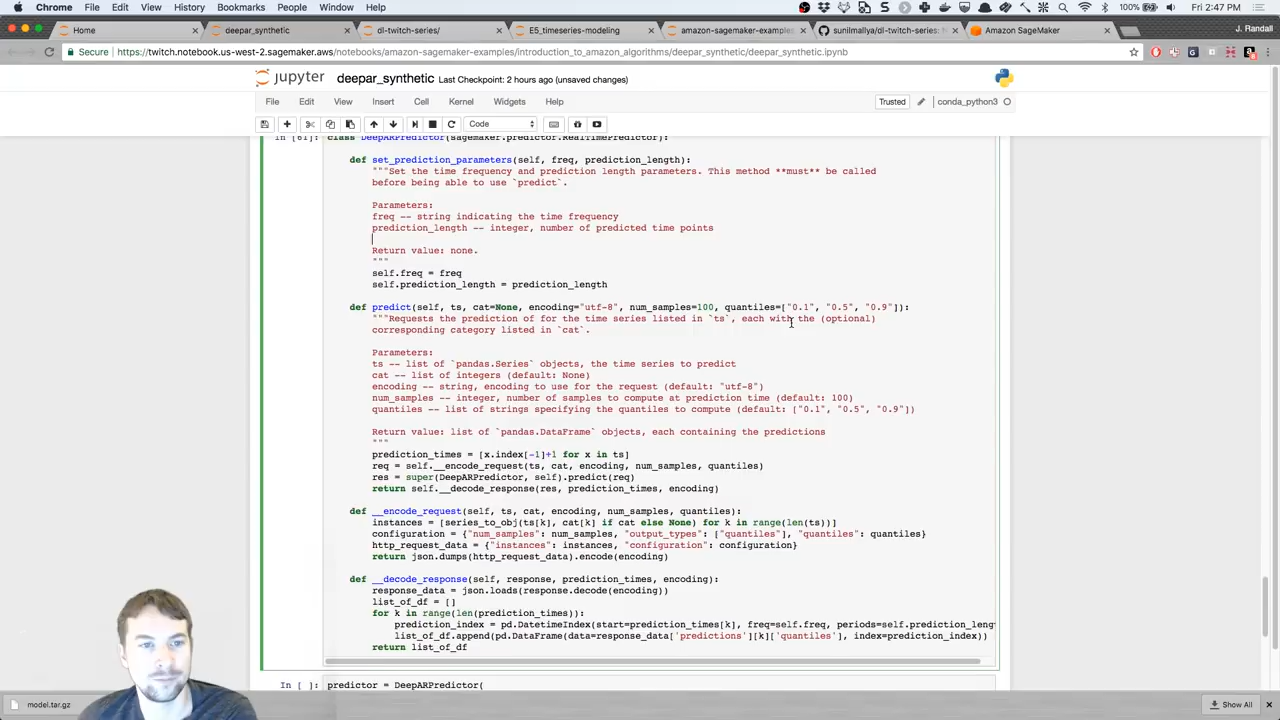 Chrome File Edit View History Bookmarks People Window Help
100% Fri 2:47 PM
Home
deepar_synthetic
dl-twitch-series/
E5_timeseries-modeling
amazon-sagemaker-examples
sunilmallya/dl-twitch-series:
Amazon SageMaker
J. Randall
Secure https://twitch.notebook.us-west-2.sagemaker.aws/notebooks/amazon-sagemaker-examples/introduction_to_amazon_algorithms/deepar_synthetic/deepar_synthetic.ipynb
jupyter deepar_synthetic Last Checkpoint: 2 hours ago (unsaved changes)
File Edit View Insert Cell Kernel Widgets Help
Trusted conda_python3
Code
In [61]: class DeepARPredictor(sagemaker.predictor.RealTimePredictor):
def set_prediction_parameters(self, freq, prediction_length):
"""Set the time frequency and prediction length parameters. This method **must** be called
before being able to use `predict`.
Parameters:
freq -- string indicating the time frequency
prediction_length -- integer, number of predicted time points
Return value: none.
"""
self.freq = freq
self.prediction_length = prediction_length
def predict(self, ts, cat=None, encoding="utf-8", num_samples=100, quantiles=["0.1", "0.5", "0.9"]):
"""Requests the prediction of for the time series listed in `ts`, each with the (optional)
corresponding category listed in `cat`.
Parameters:
ts -- list of `pandas.Series` objects, the time series to predict
cat -- list of integers (default: None)
encoding -- string, encoding to use for the request (default: "utf-8")
num_samples -- integer, number of samples to compute at prediction time (default: 100)
quantiles -- list of strings specifying the quantiles to compute (default: ["0.1", "0.5", "0.9"])
Return value: list of `pandas.DataFrame` objects, each containing the predictions
"""
prediction_times = [x.index[-1]+1 for x in ts]
req = self.__encode_request(ts, cat, encoding, num_samples, quantiles)
res = super(DeepARPredictor, self).predict(req)
return self.__decode_response(res, prediction_times, encoding)
def __encode_request(self, ts, cat, encoding, num_samples, quantiles):
instances = [series_to_obj(ts[k], cat[k] if cat else None) for k in range(len(ts))]
configuration = {"num_samples": num_samples, "output_types": ["quantiles"], "quantiles": quantiles}
http_request_data = {"instances": instances, "configuration": configuration}
return json.dumps(http_request_data).encode(encoding)
def __decode_response(self, response, prediction_times, encoding):
response_data = json.loads(response.decode(encoding))
list_of_df = []
for k in range(len(prediction_times)):
prediction_index = pd.DatetimeIndex(start=prediction_times[k], freq=self.freq, periods=self.prediction_leng
list_of_df.append(pd.DataFrame(data=response_data['predictions'][k]['quantiles'], index=prediction_index))
return list_of_df
In [ ]: predictor = DeepARPredictor(
model.tar.gz
Show All